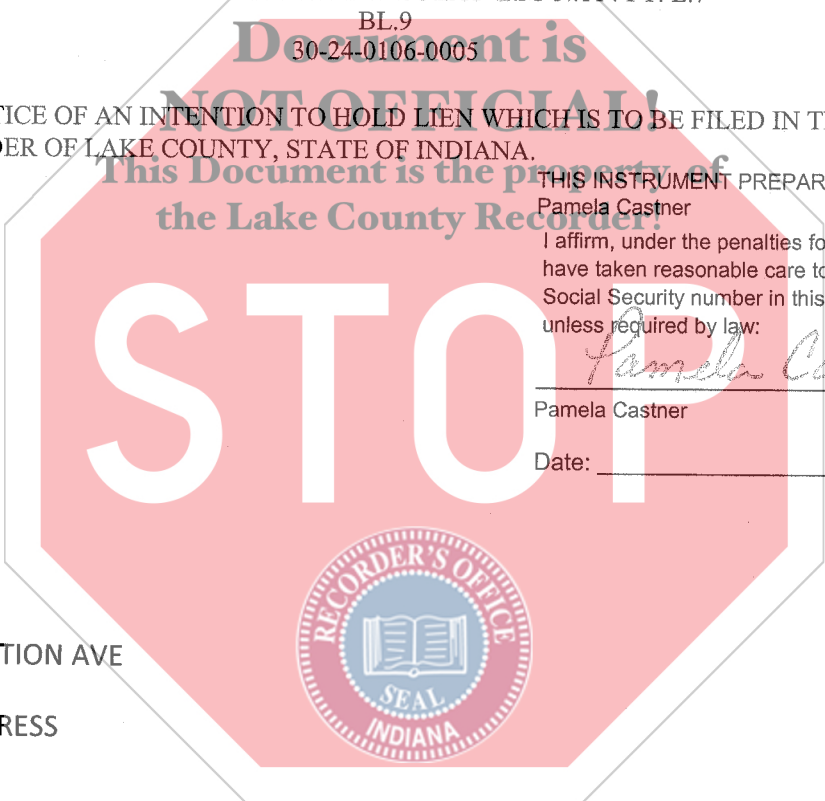 BL.9
Document is
30-24-0106-0005
NOT OFFICIAL!
TICE OF AN INTENTION TO HOLD LIEN WHICH IS TO BE FILED IN T
DER OF LAKE COUNTY, STATE OF INDIANA.
This Document is the property of
the Lake County Recorder!
THIS INSTRUMENT PREPAR
Pamela Castner
I affirm, under the penalties fo
have taken reasonable care to
Social Security number in this
unless required by law:
Pamela Ca
Pamela Castner
Date:
STOP
RECORDER'S OFFICE
SEAL
INDIANA
TION AVE
RESS